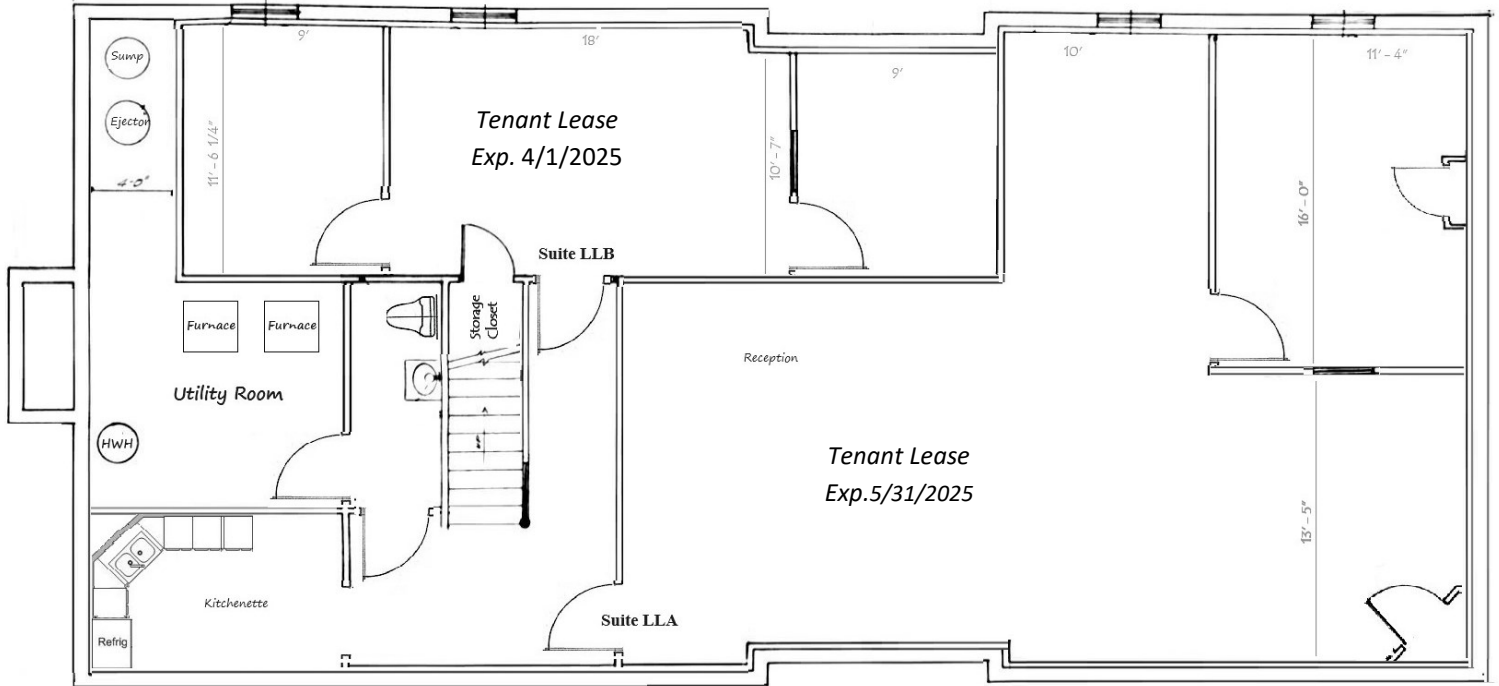 9'
18'
10'
11' - 4"
Sump
9'
Ejector
11' - 6 1/4"
Tenant Lease
Exp. 4/1/2025
10' - 7"
4'-0"
16' - 0"
Suite LLB
Storage
Closet
Furnace
Furnace
Reception
Utility Room
HWH
Tenant Lease
Exp.5/31/2025
13' - 5"
Kitchenette
Suite LLA
Refrig